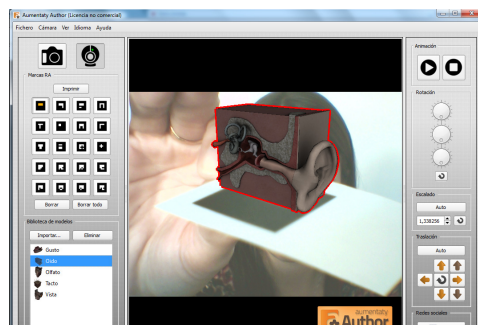 Aumentaty Author (Licencia no comercial)
Fichero Cámara Ver Idioma Ayuda
Marcas RA
Imprimir
Borrar
Borrar todo
Biblioteca de modelos
Importar...
Eliminar
Gusto
Oido
Olfato
Tacto
Vista
Animación
Rotación
Escalado
Auto
1,338256
Traslación
Auto
Redes sociales
aumentaty
Author